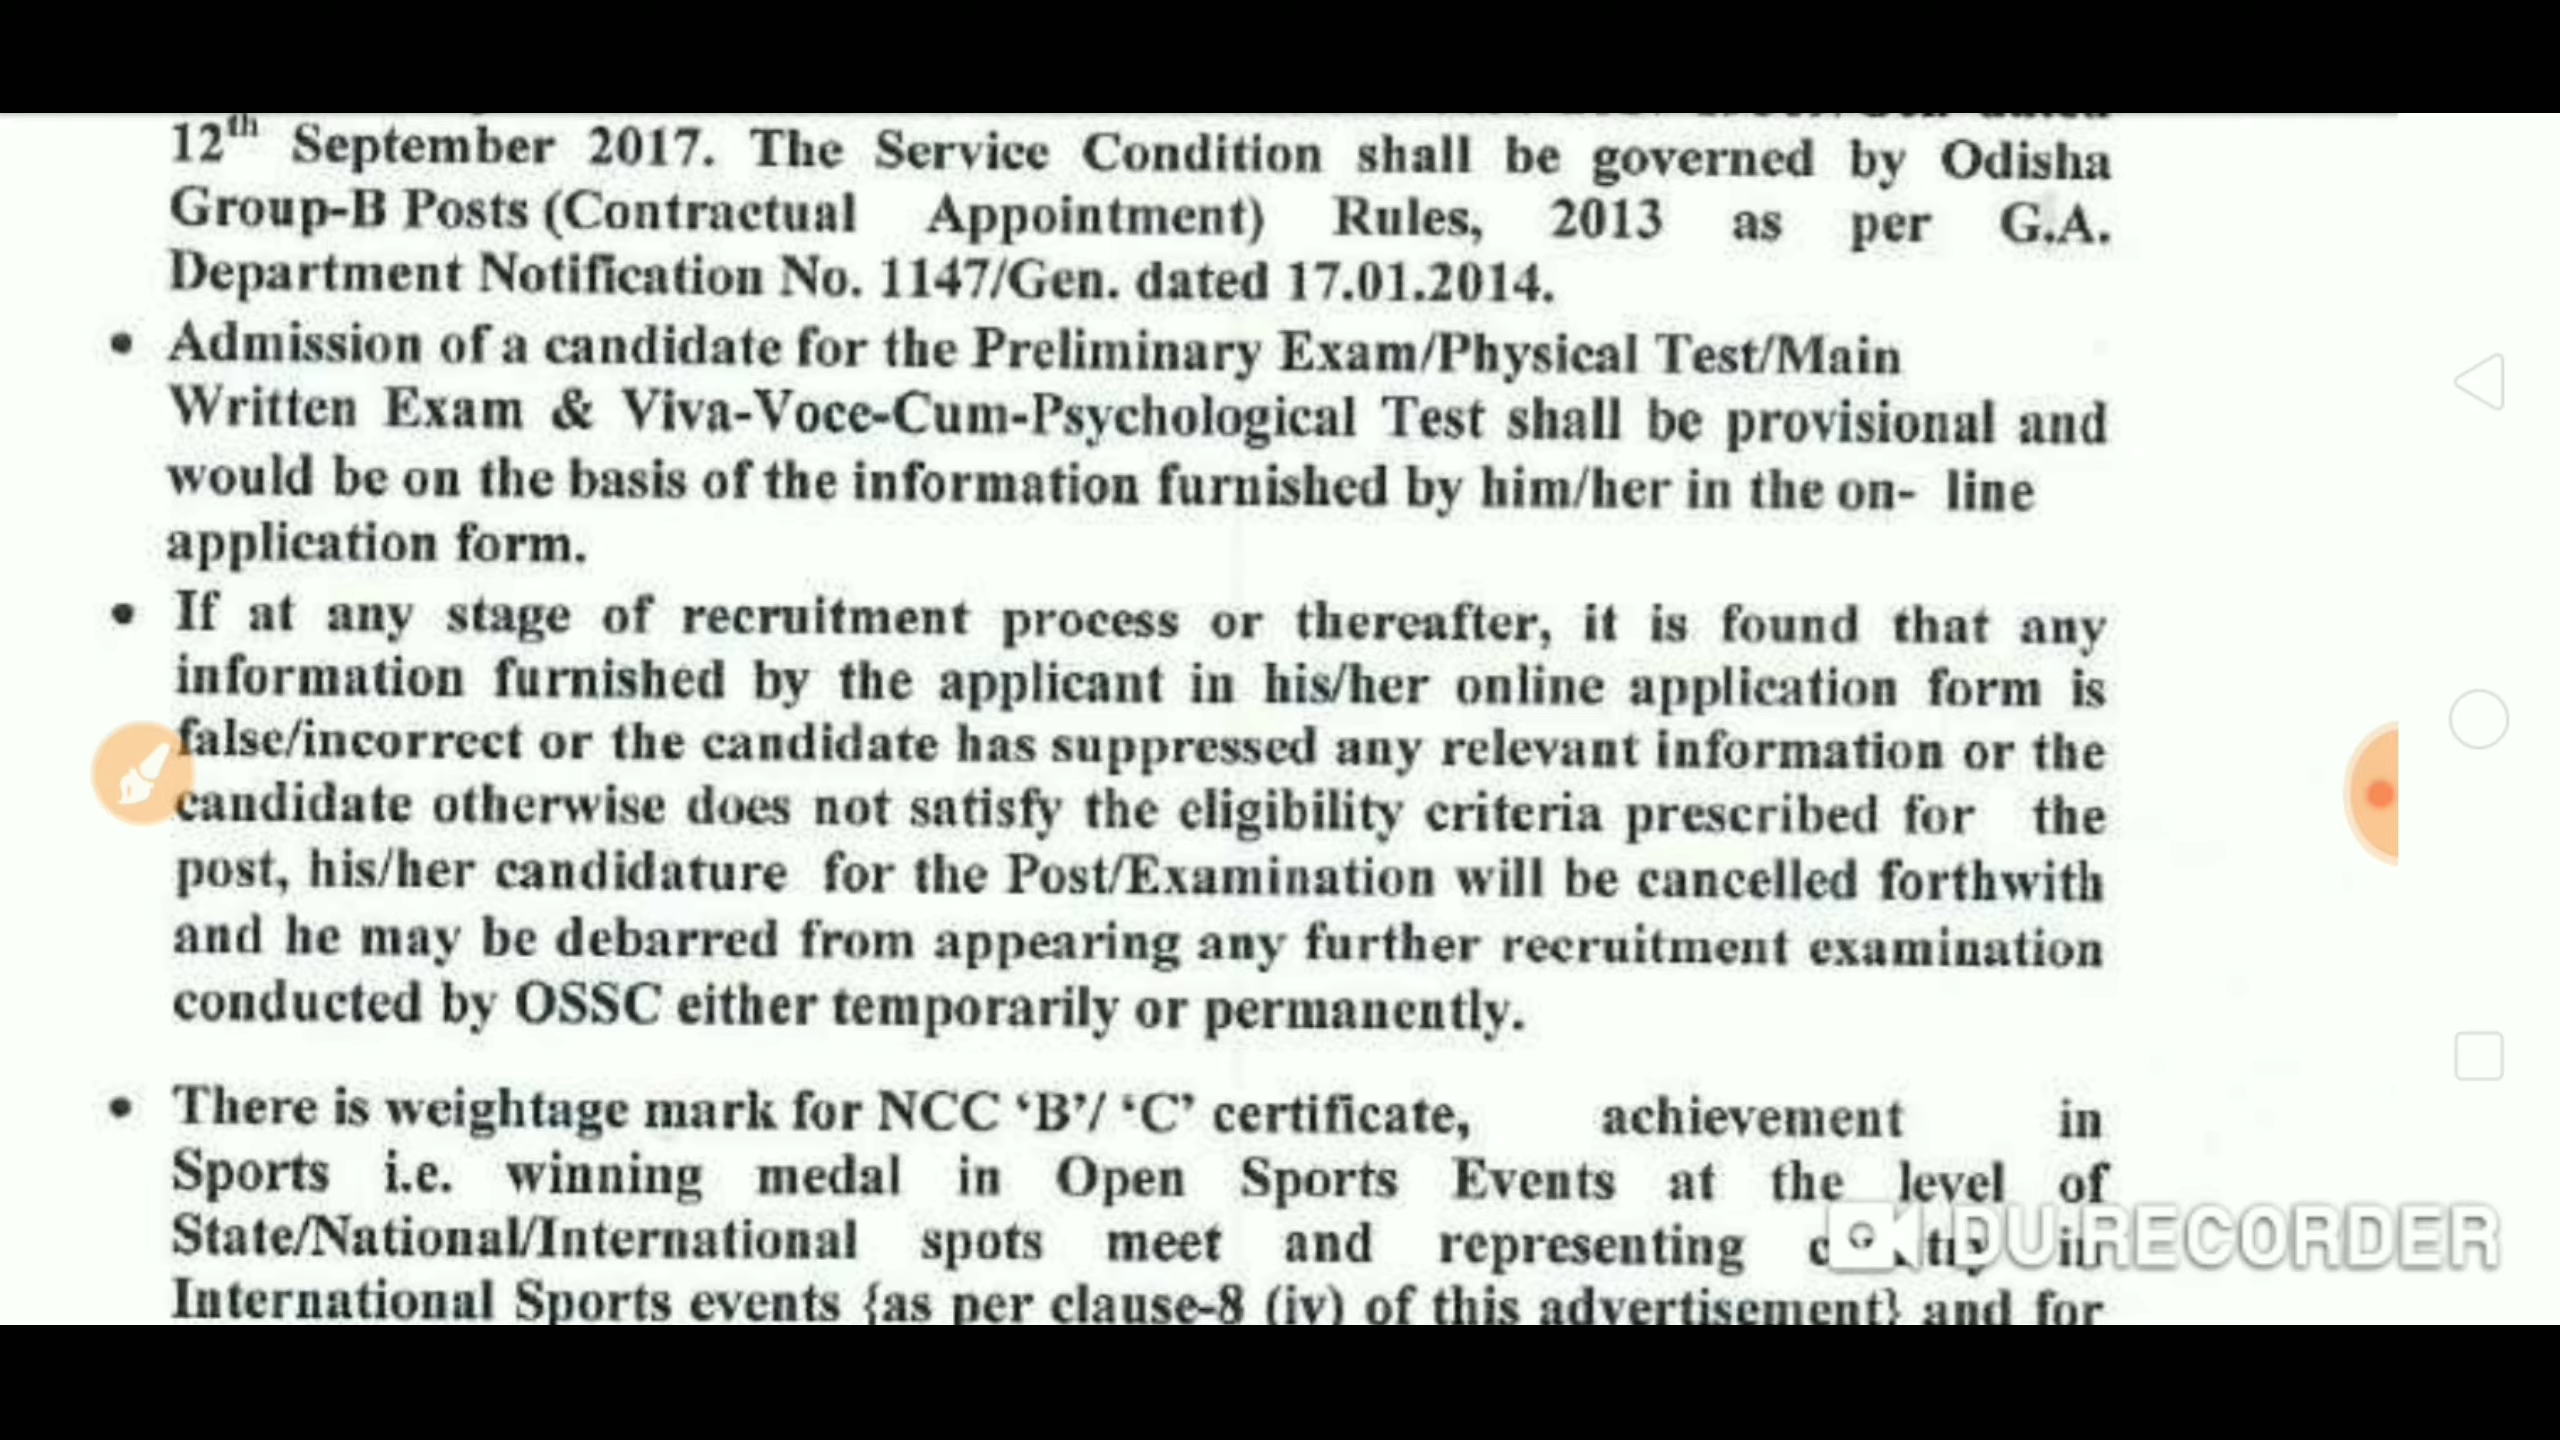 12th September 2017. The Service Condition shall be governed by Odisha
Group-B Posts (Contractual Appointment) Rules, 2013 as per G.A.
Department Notification No. 1147/Gen. dated 17.01.2014.
• Admission of a candidate for the Preliminary Exam/Physical Test/Main
Written Exam & Viva-Voce-Cum-Psychological Test shall be provisional and
would be on the basis of the information furnished by him/her in the on- line
application form.
• If at any stage of recruitment process or thereafter, it is found that any
information furnished by the applicant in his/her online application form is
false/incorrect or the candidate has suppressed any relevant information or the
candidate otherwise does not satisfy the eligibility criteria prescribed for the
post, his/her candidature for the Post/Examination will be cancelled forthwith
and he may be debarred from appearing any further recruitment examination
conducted by OSSC either temporarily or permanently.
• There is weightage mark for NCC ‘B’/ ‘C’ certificate, achievement in
Sports i.e. winning medal in Open Sports Events at the level of
State/National/International spots meet and representing in
International Sports events {as per clause-8 (iv) of this advertisement} and for
DU RECORDER